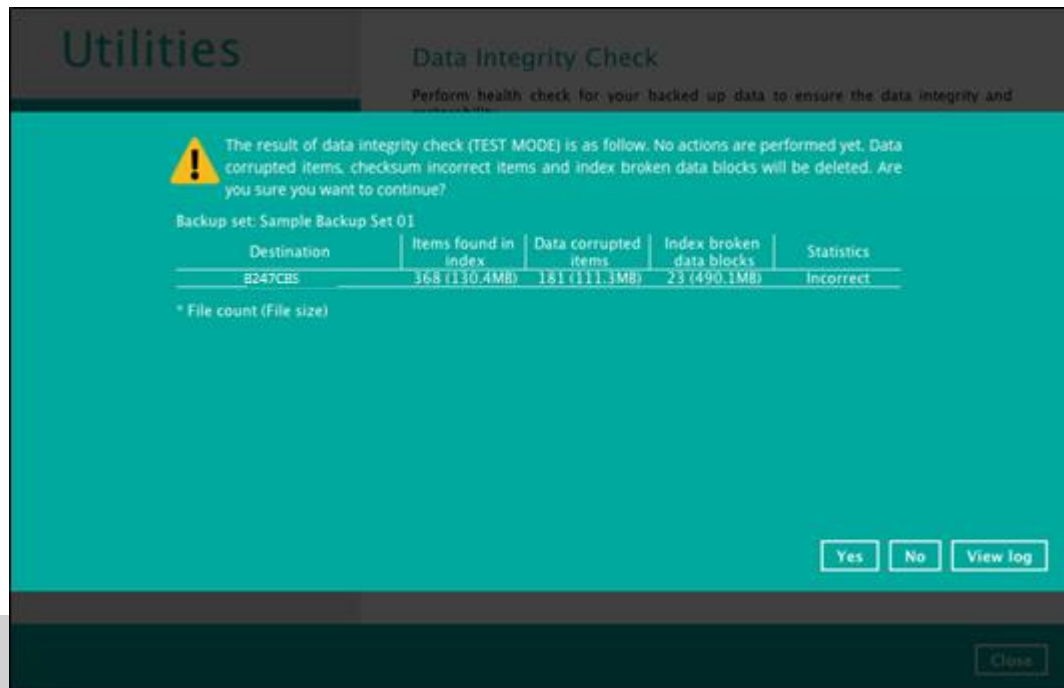 Utilities
Data Integrity Check
Perform health check for your backed up data to ensure the data integrity and
The result of data integrity check (TEST MODE) is as follow. No actions are performed yet. Data
corrupted items, checksum incorrect items and index broken data blocks will be deleted. Are
you sure you want to continue?
Backup set: Sample Backup Set 01
Destination Items found in index Data corrupted items Index broken data blocks Statistics
B247CBS 368 (130.4MB) 181 (111.3MB) 23 (490.1MB) Incorrect
* File count (File size)
Yes No View log
Close